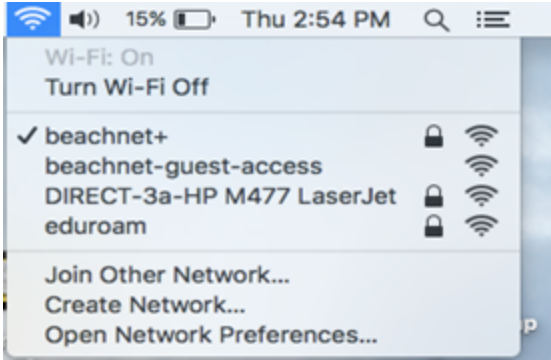 15% Thu 2:54 PM
Wi-Fi: On
Turn Wi-Fi Off
beachnet+
beachnet-guest-access
DIRECT-3a-HP M477 LaserJet
eduroam
Join Other Network...
Create Network...
Open Network Preferences...